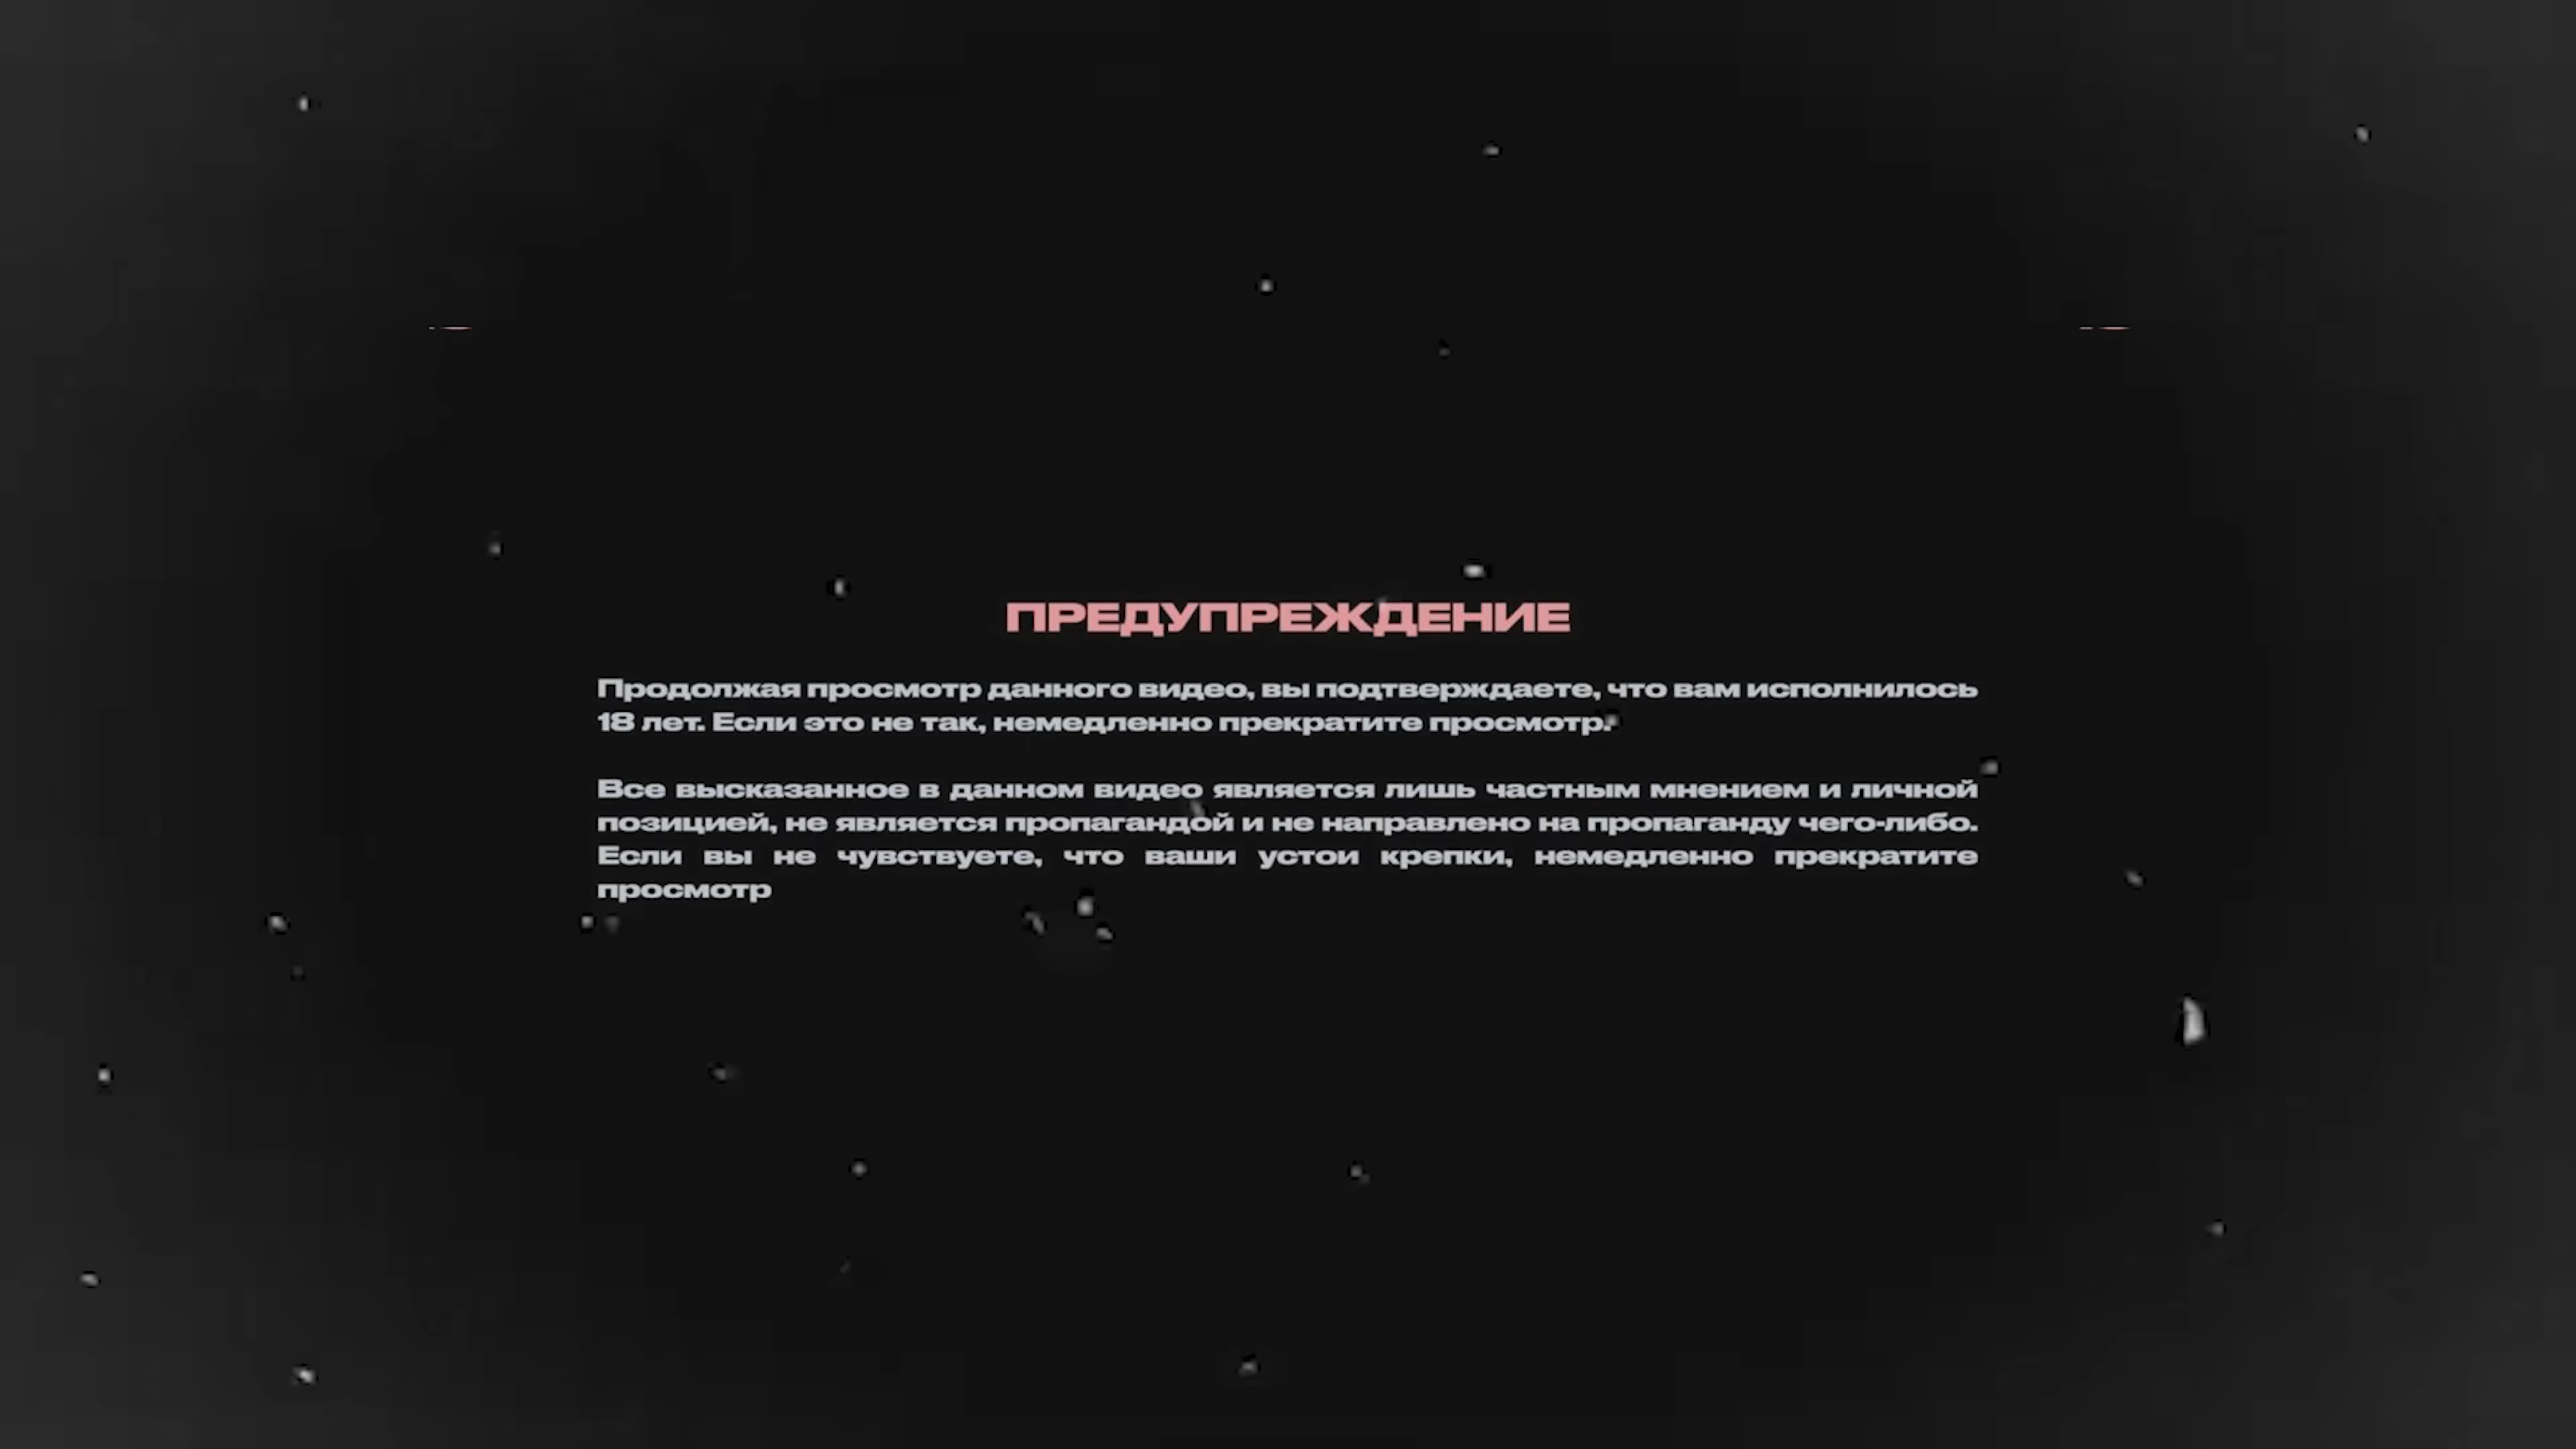 ПРЕДУПРЕЖДЕНИЕ
Продолжая просмотр данного видео, вы подтверждаете, что вам исполнилось
18 лет. Если это не так, немедленно прекратите просмотр.
Все высказанное в данном видео является лишь частным мнением и личной
позицией, не является пропагандой и не направлено на пропаганду чего-либо.
Если вы не чувствуете, что ваши устои крепки, немедленно прекратите
просмотр